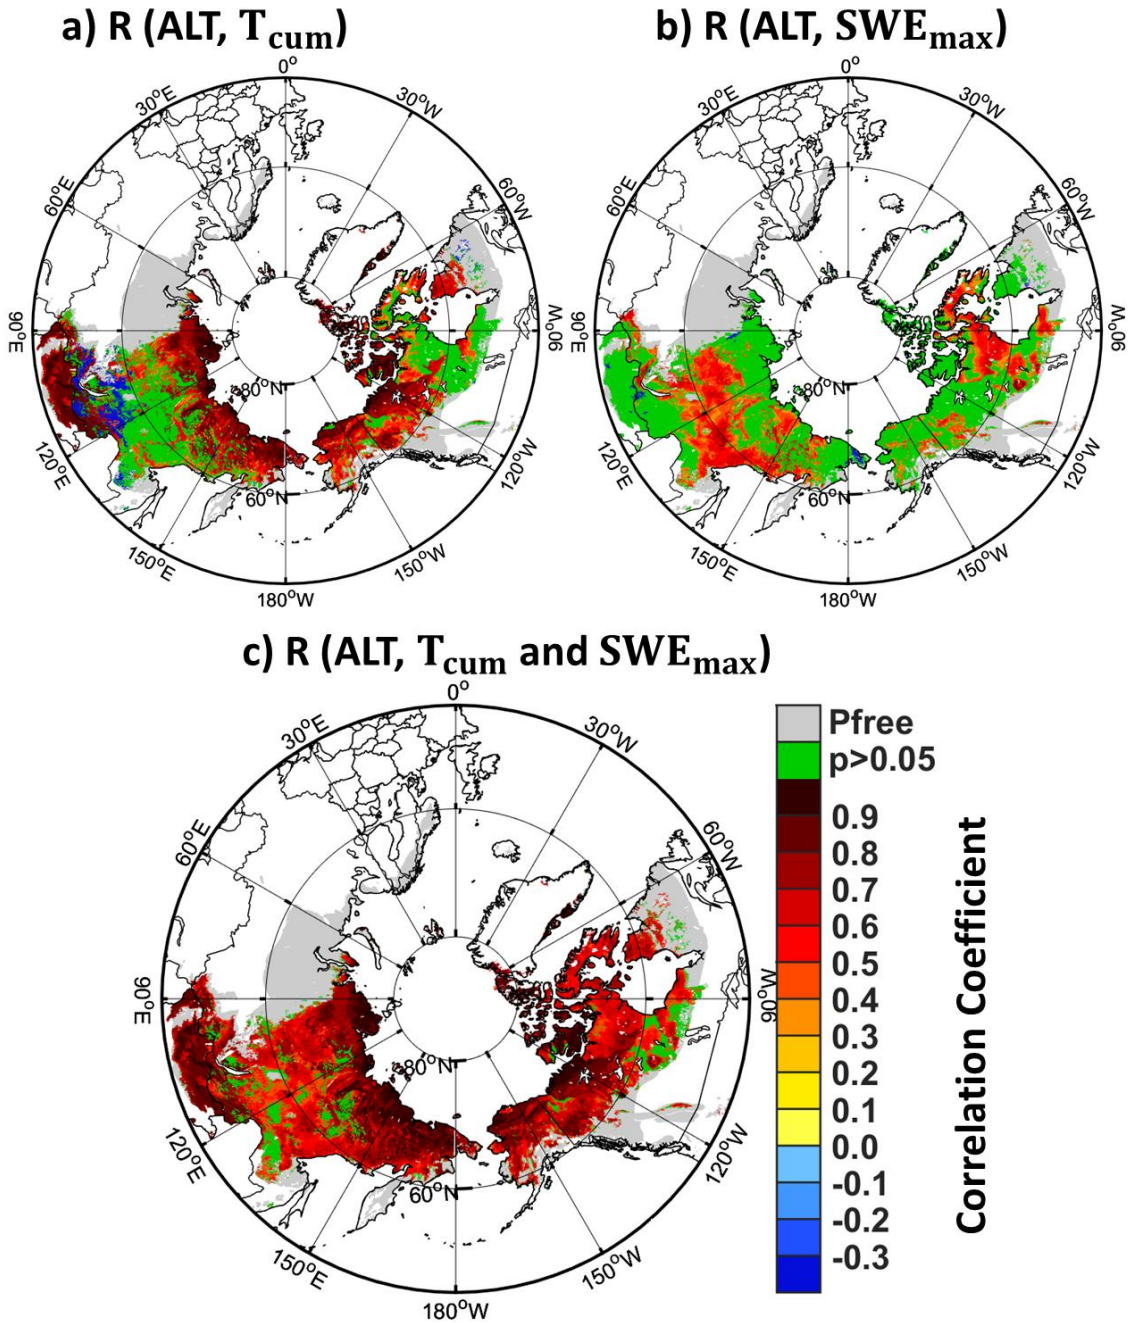 a) R (ALT, Tcum)
b) R (ALT, SWEmax)
0°
30°E
30°W
60°E
60°W
90°E
90°W
120°E
120°W
150°E
150°W
180°W
80°N
60°N
0°
30°E
30°W
60°E
60°W
90°E
90°W
120°E
120°W
150°E
150°W
180°W
80°N
60°N
c) R (ALT, Tcum and SWEmax)
0°
30°E
30°W
60°E
60°W
90°E
90°W
120°E
120°W
150°E
150°W
180°W
80°N
60°N
Pfree
p>0.05
0.9
0.8
0.7
0.6
0.5
0.4
0.3
0.2
0.1
0.0
-0.1
-0.2
-0.3
Correlation Coefficient